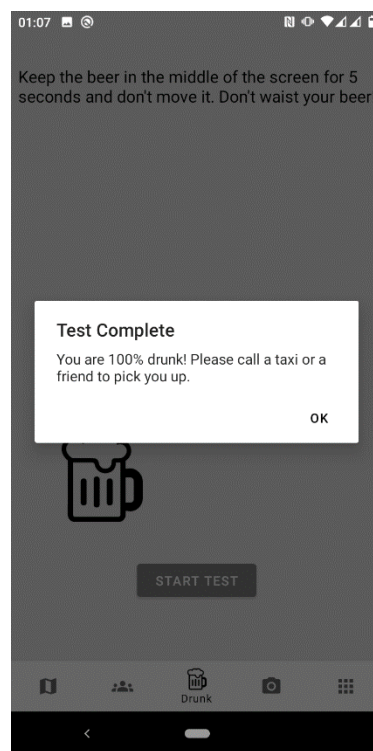 01:07
Keep the beer in the middle of the screen for 5
seconds and don't move it. Don't waist your beer
Test Complete
You are 100% drunk! Please call a taxi or a
friend to pick you up.
OK
START TEST
Drunk